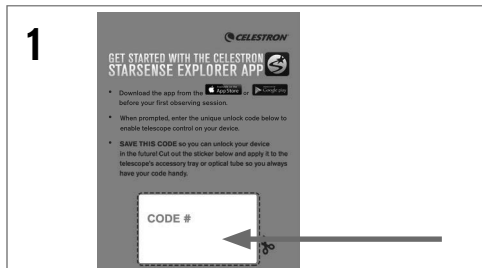 1
CELESTRON
GET STARTED WITH THE CELESTRON
STARSENSE EXPLORER APP
• Download the app from the App Store or Google play
before your first observing session.
• When prompted, enter the unique unlock code below to
enable telescope control on your device.
• SAVE THIS CODE so you can unlock your device
in the future! Cut out the sticker below and apply it to the
telescope's accessory tray or optical tube so you always
have your code handy.
CODE #